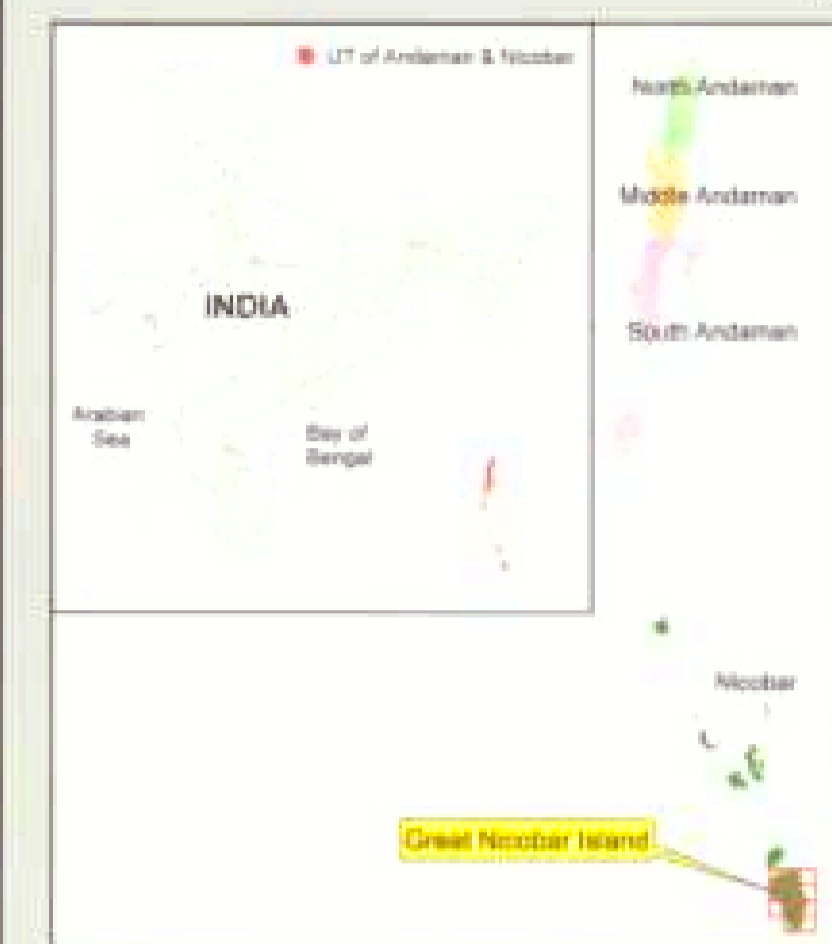 UT of Andaman & Nicobar
North Andaman
Middle Andaman
INDIA
South Andaman
Arabian
Sea
Bay of
Bengal
Nicobar
Great Nicobar Island